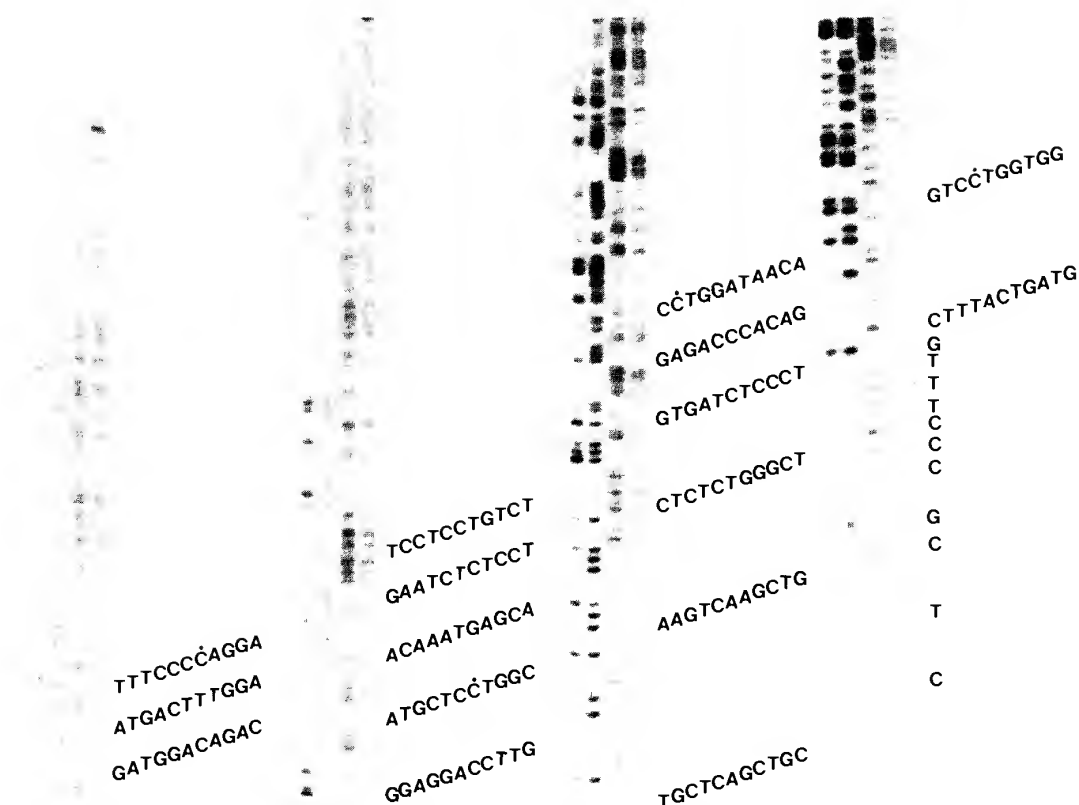 TTTCCCĊAGGA
ATGACTTTGGA
GATGGACAGAC
TCCTCCTGTCT
GAATCTCTCCT
ACAAATGAGCA
ATGCTCĊTGGC
GGAGGACCTTG
CĊTGGATAACA
GAGACCCACAG
GTGATCTCCCT
CTCTCTGGGCT
AAGTCAAGCTG
TGCTCAGCTGC
GTCĊTGGTGG
CTTTACTGATG
G
T
T
T
C
C
C
G
C
T
C